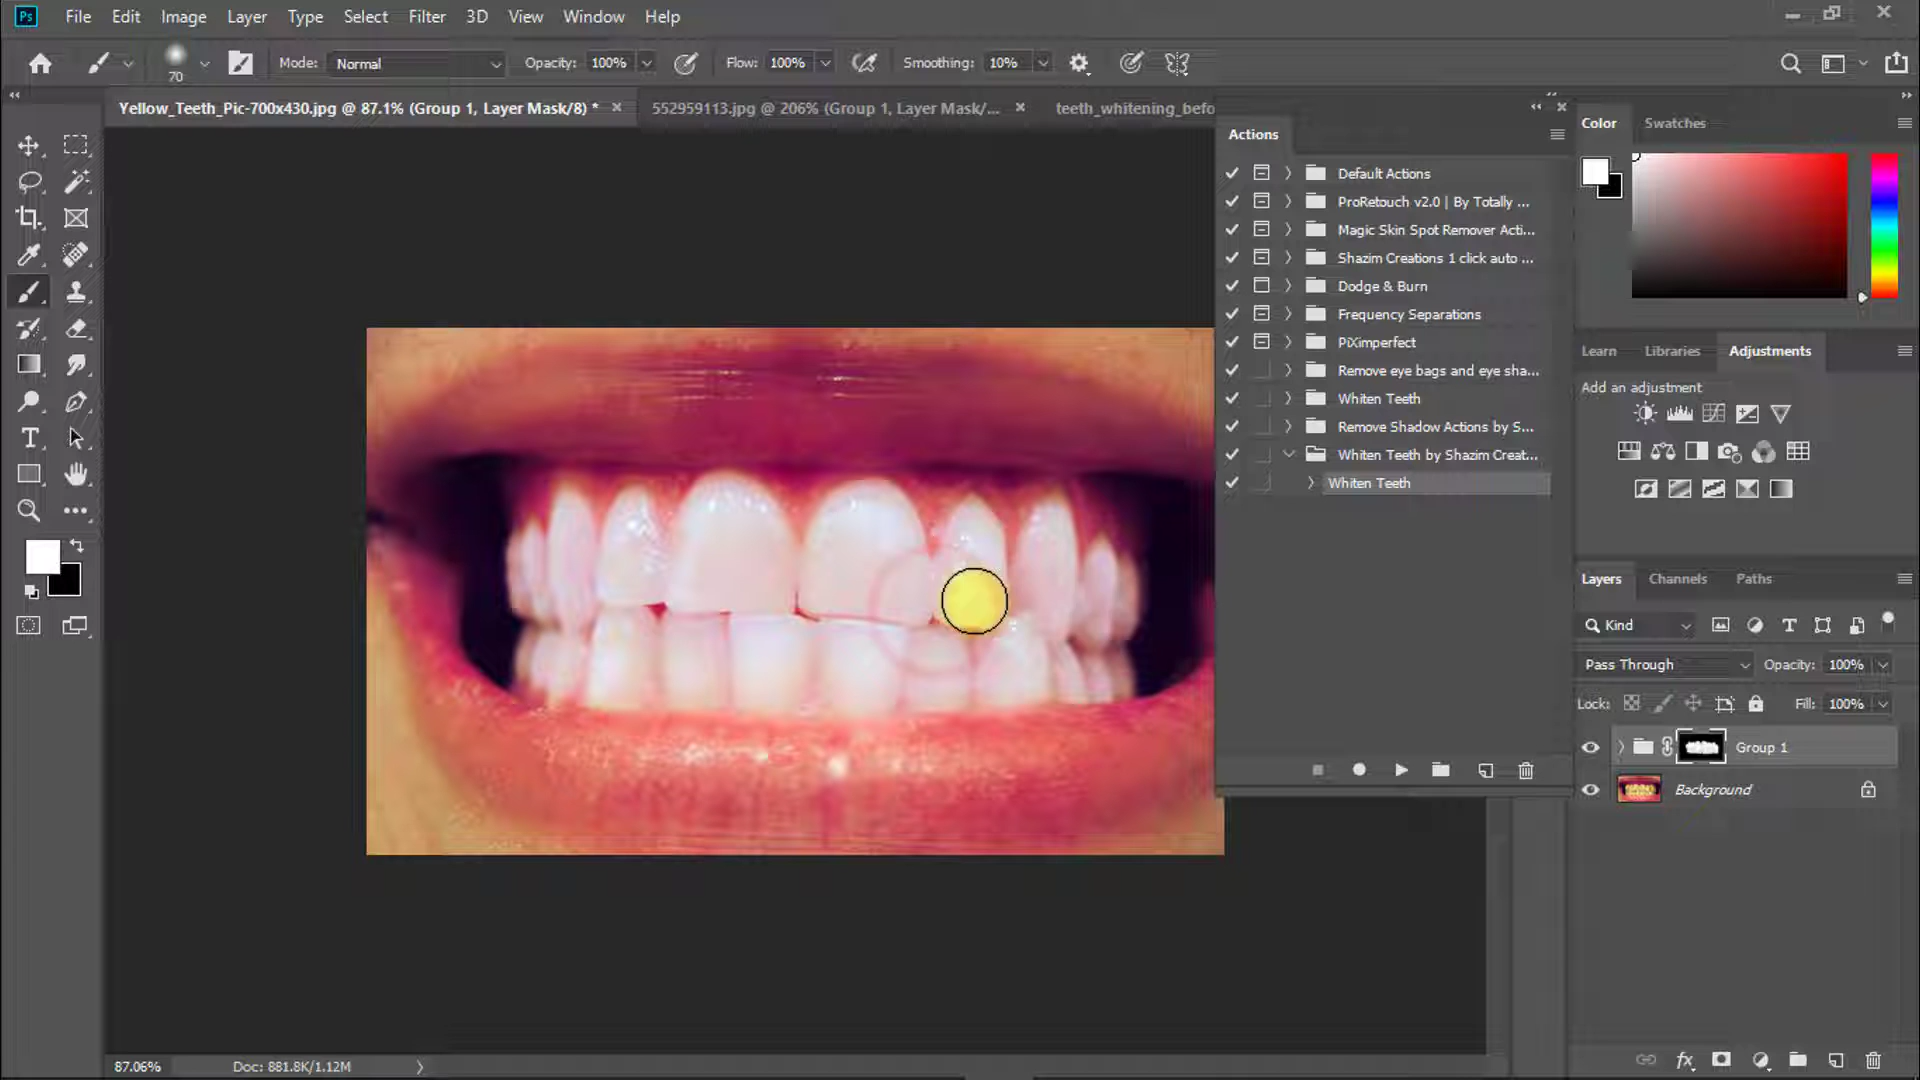 Ps File Edit Image Layer Type Select Filter 3D View Window Help
70 Mode: Normal Opacity: 100% Flow: 100% Smoothing: 10%
Yellow_Teeth_Pic-700x430.jpg @ 87.1% (Group 1, Layer Mask/8) * × 552959113.jpg @ 206% (Group 1, Layer Mask/... × teeth_whitening_befo
Actions
Default Actions
ProRetouch v2.0 | By Totally ...
Magic Skin Spot Remover Acti...
Shazim Creations 1 click auto ...
Dodge & Burn
Frequency Separations
PiXimperfect
Remove eye bags and eye sha...
Whiten Teeth
Remove Shadow Actions by S...
Whiten Teeth by Shazim Creat...
Whiten Teeth
Color Swatches
Learn Libraries Adjustments
Add an adjustment
Layers Channels Paths
Kind
Pass Through Opacity: 100%
Lock: Fill: 100%
Group 1
Background
87.06% Doc: 881.8K/1.12M